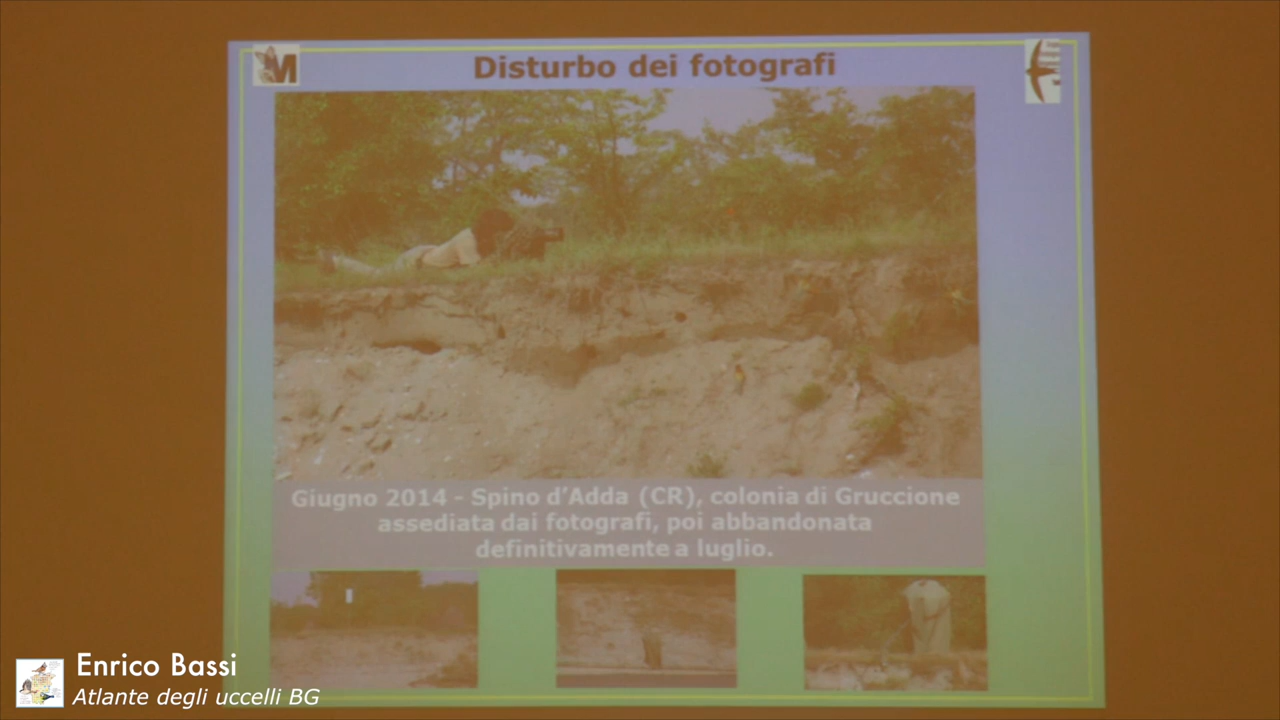 Disturbo dei fotografi
M
Giugno 2014 - Spino d'Adda (CR), colonia di Gruccione
assediata dai fotografi, poi abbandonata
definitivamente a luglio.
Enrico Bassi
Atlante degli uccelli BG